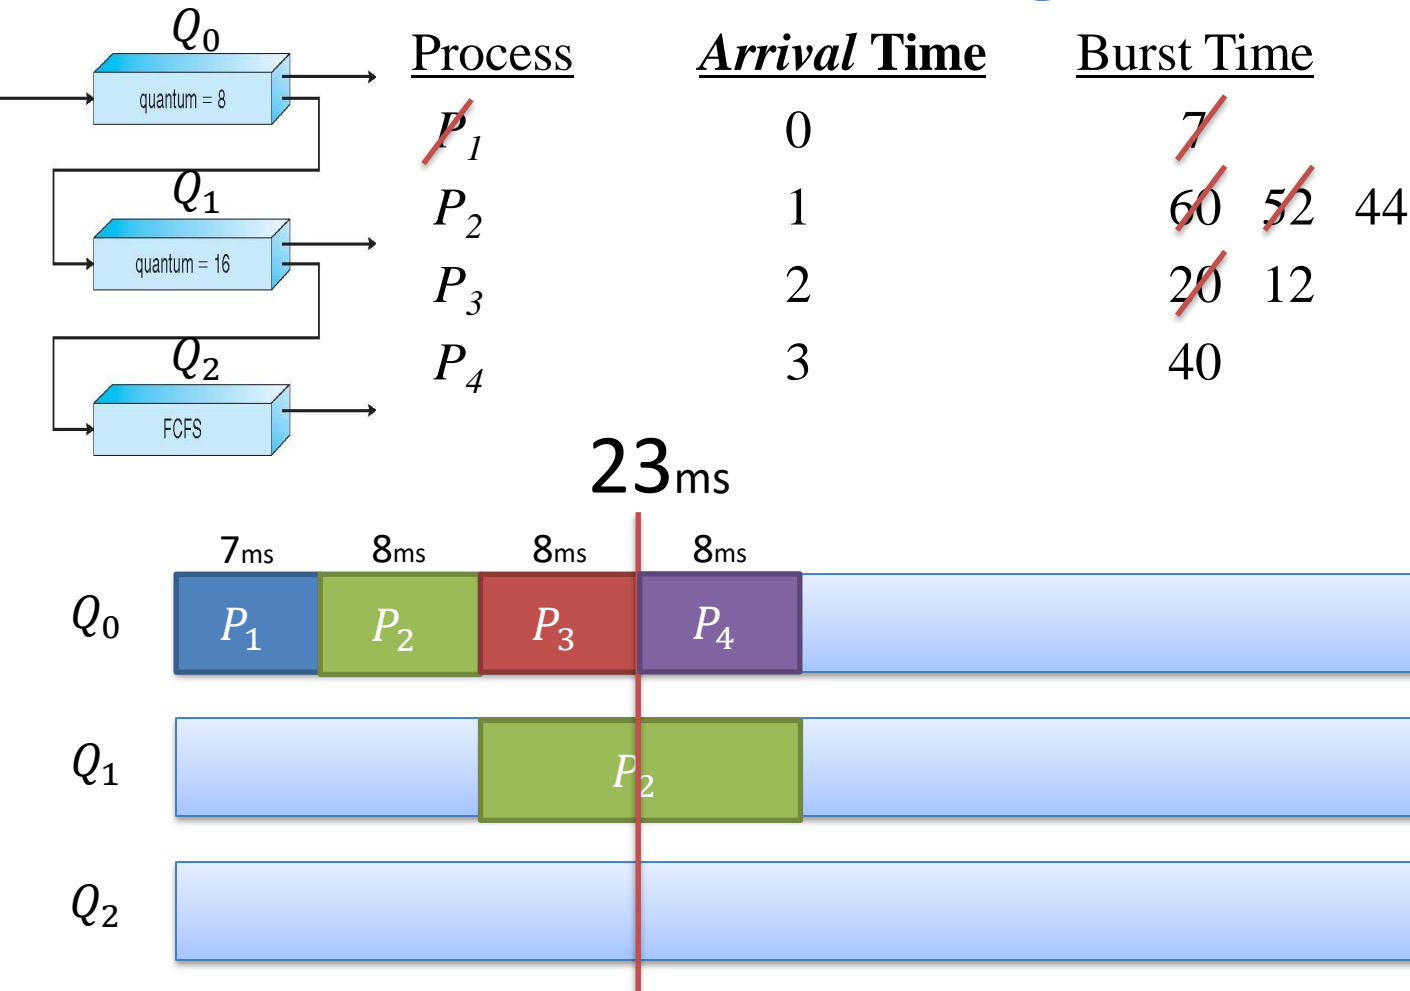 Q0
quantum = 8
Q1
quantum = 16
Q2
FCFS
Process Arrival Time Burst Time
P1 0 7
P2 1 60 52 44
P3 2 20 12
P4 3 40
23ms
7ms 8ms 8ms 8ms
Q0 P1 P2 P3 P4
Q1 P2
Q2